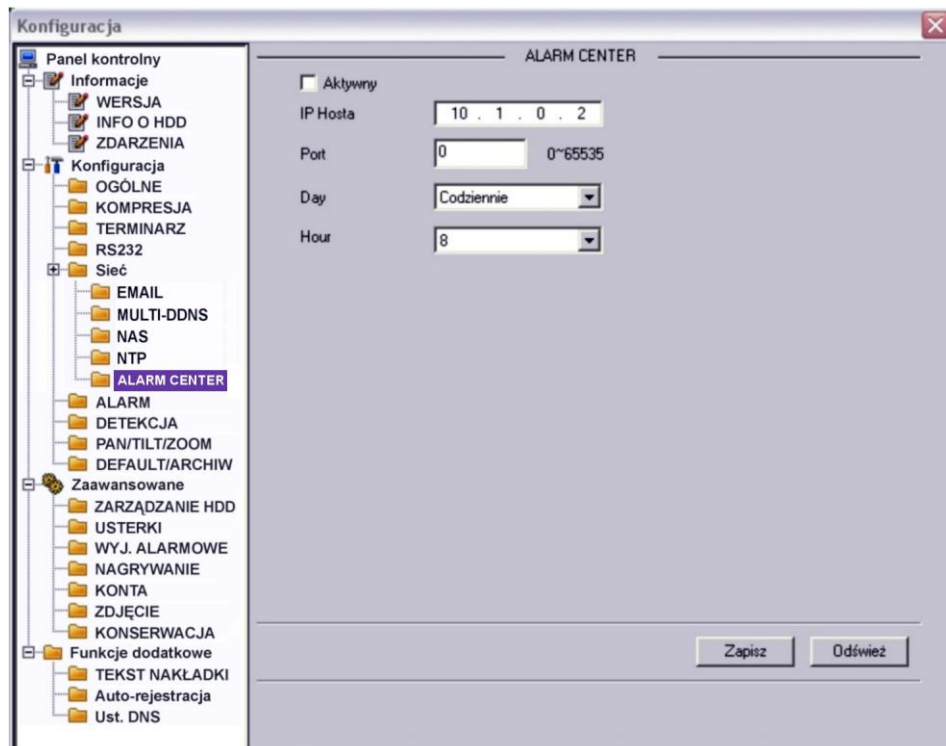 Konfiguracja
Panel kontrolny
Informacje
WERSJA
INFO O HDD
ZDARZENIA
Konfiguracja
OGÓLNE
KOMPRESJA
TERMINARZ
RS232
Sieć
EMAIL
MULTI-DDNS
NAS
NTP
ALARM CENTER
ALARM
DETEKCJA
PAN/TILT/ZOOM
DEFAULT/ARCHIW
Zaawansowane
ZARZĄDZANIE HDD
USTERKI
WYJ. ALARMOWE
NAGRYWANIE
KONTA
ZDJĘCIE
KONSERWACJA
Funkcje dodatkowe
TEKST NAKŁADKI
Auto-rejestracja
Ust. DNS
ALARM CENTER
Aktywny
IP Hosta 10 . 1 . 0 . 2
Port 0 0~65535
Day Codziennie
Hour 8
Zapisz Odśwież